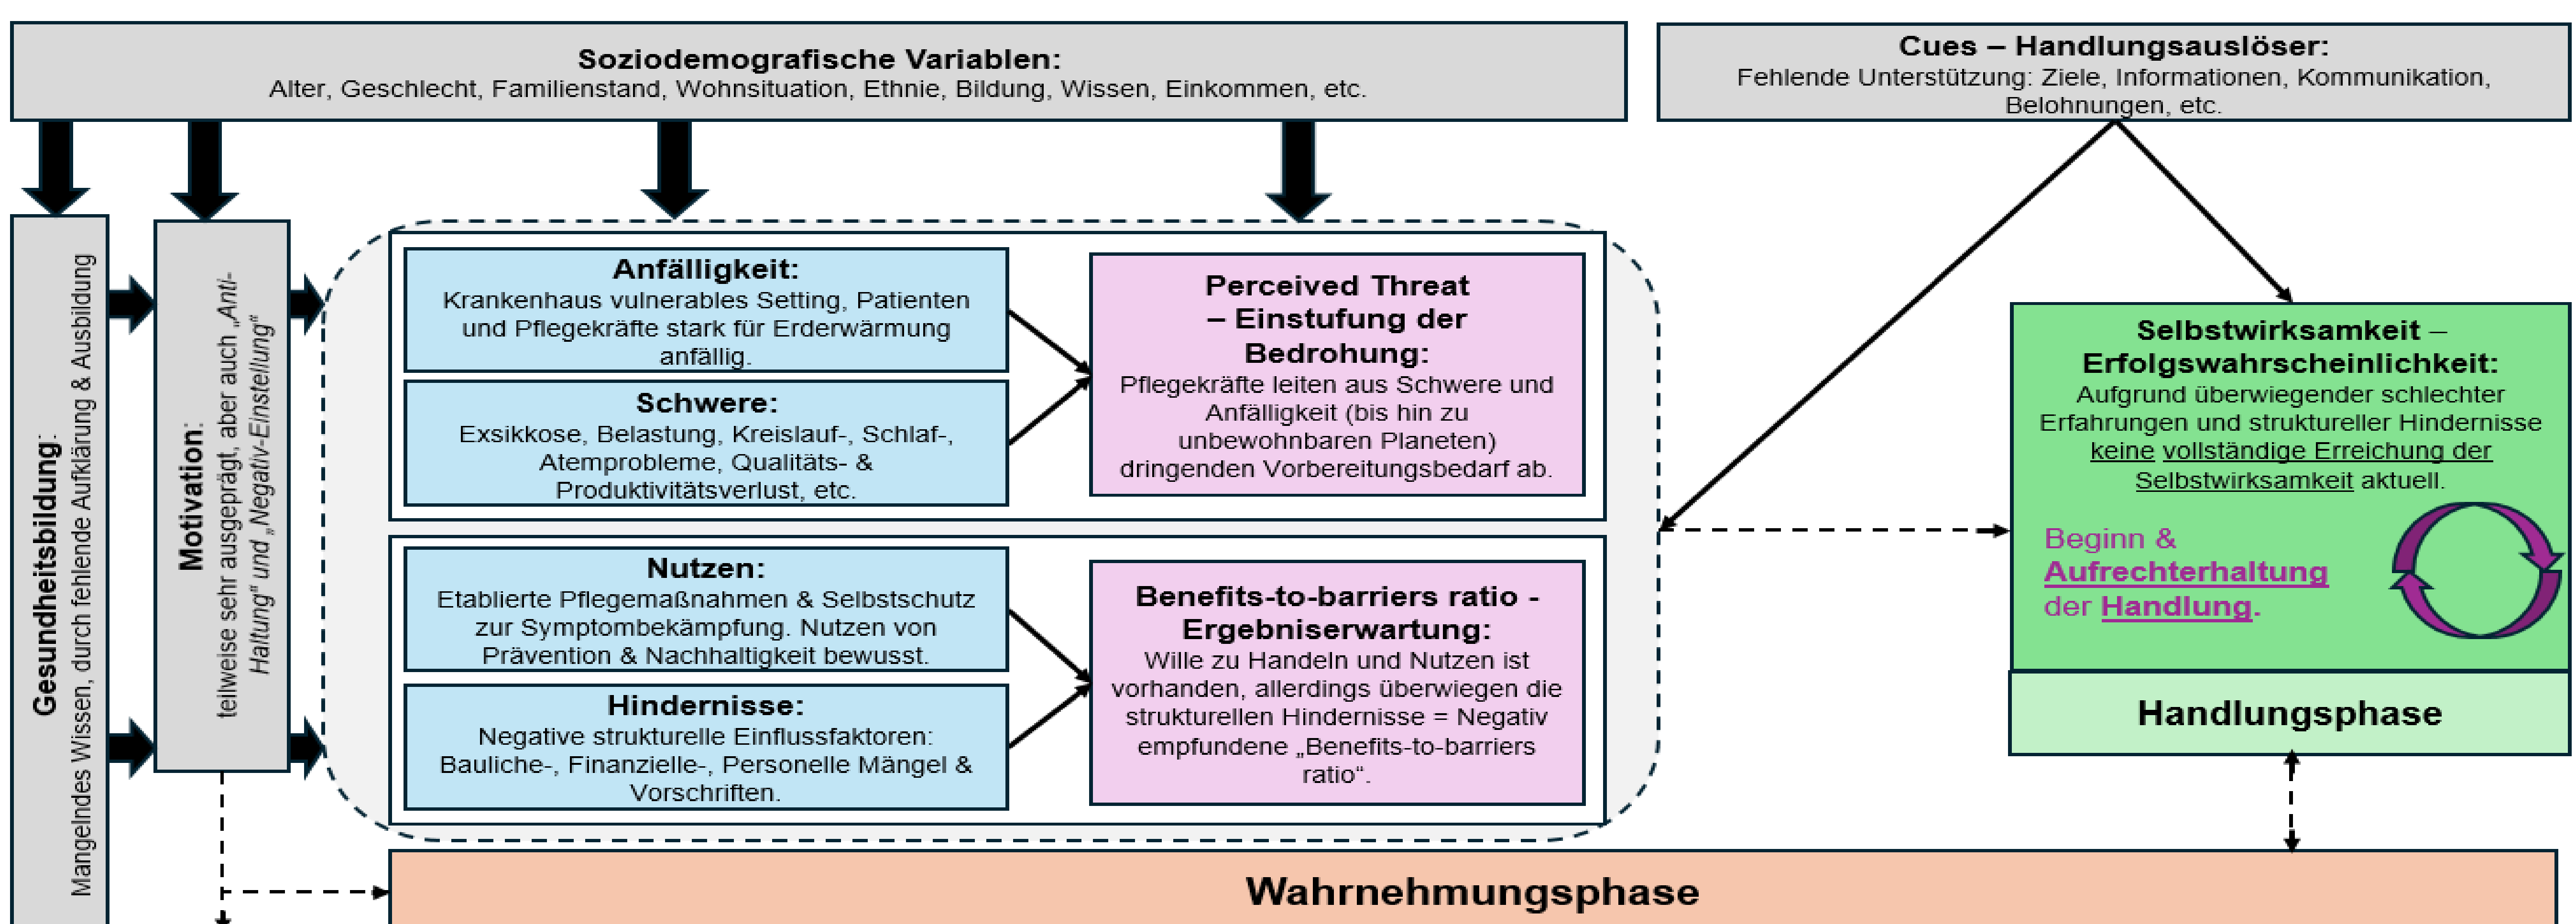 Soziodemografische Variablen:
Alter, Geschlecht, Familienstand, Wohnsituation, Ethnie, Bildung, Wissen, Einkommen, etc.
Cues – Handlungsauslöser:
Fehlende Unterstützung: Ziele, Informationen, Kommunikation,
Belohnungen, etc.
Gesundheitsbildung:
Mangelndes Wissen, durch fehlende Aufklärung & Ausbildung
Motivation:
teilweise sehr ausgeprägt, aber auch „Anti-
Haltung“ und „Negativ-Einstellung“
Anfälligkeit:
Krankenhaus vulnerables Setting, Patienten
und Pflegekräfte stark für Erderwärmung
anfällig.
Schwere:
Exsikkose, Belastung, Kreislauf-, Schlaf-,
Atemprobleme, Qualitäts- &
Produktivitätsverlust, etc.
Perceived Threat
– Einstufung der
Bedrohung:
Pflegekräfte leiten aus Schwere und
Anfälligkeit (bis hin zu
unbewohnbaren Planeten)
dringenden Vorbereitungsbedarf ab.
Nutzen:
Etablierte Pflegemaßnahmen & Selbstschutz
zur Symptombekämpfung. Nutzen von
Prävention & Nachhaltigkeit bewusst.
Hindernisse:
Negative strukturelle Einflussfaktoren:
Bauliche-, Finanzielle-, Personelle Mängel &
Vorschriften.
Benefits-to-barriers ratio -
Ergebniserwartung:
Wille zu Handeln und Nutzen ist
vorhanden, allerdings überwiegen die
strukturellen Hindernisse = Negativ
empfundene „Benefits-to-barriers
ratio“.
Selbstwirksamkeit –
Erfolgswahrscheinlichkeit:
Aufgrund überwiegender schlechter
Erfahrungen und struktureller Hindernisse
keine vollständige Erreichung der
Selbstwirksamkeit aktuell.
Beginn &
Aufrechterhaltung
der Handlung.
Handlungsphase
Wahrnehmungsphase